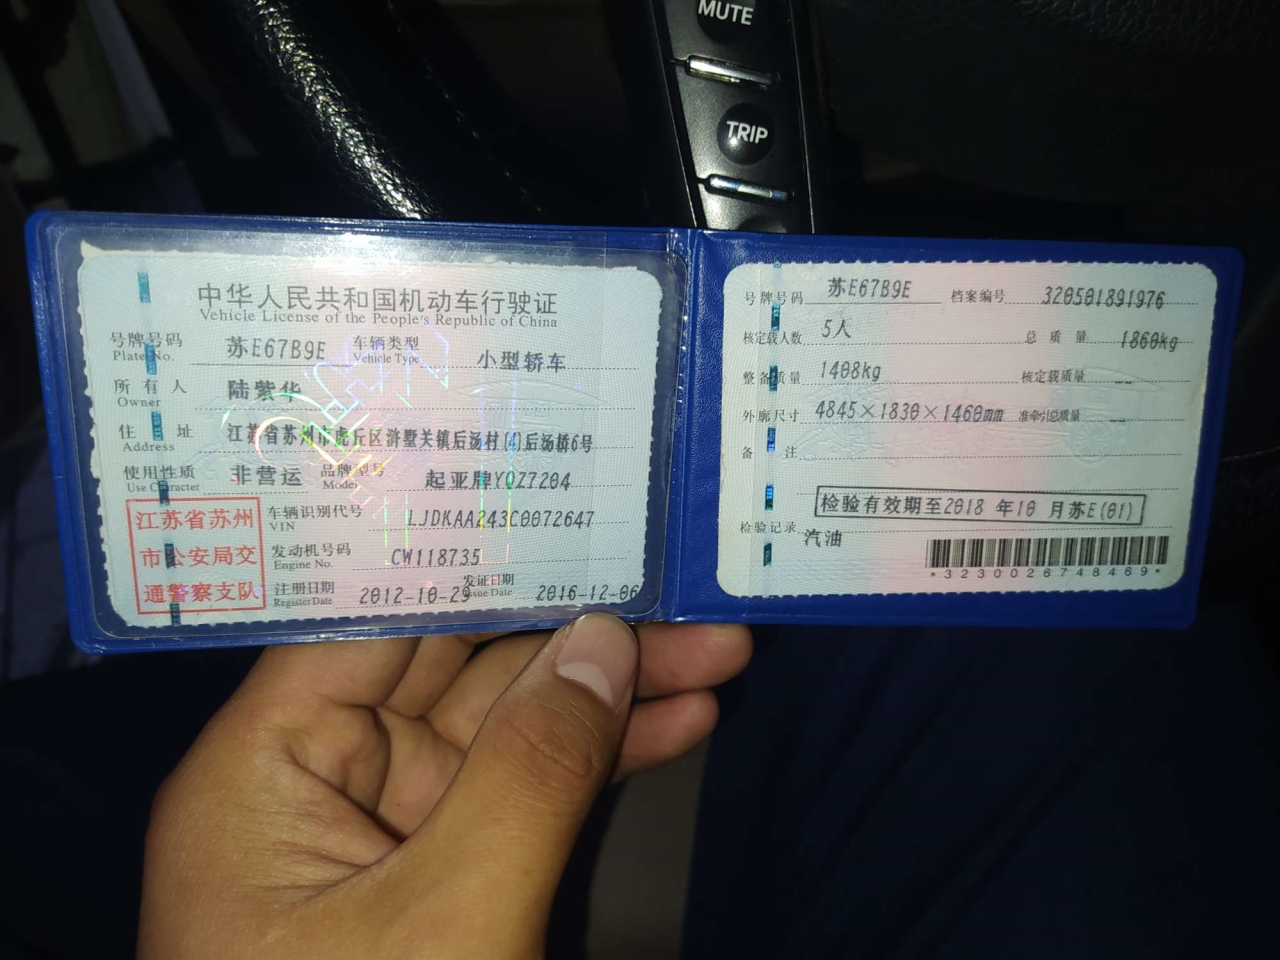 MUTE
TRIP
中华人民共和国机动车行驶证
Vehicle License of the People's Republic of China
号牌号码 苏E67B9E 车辆类型 小型轿车
Plate No. Vehicle Type
所有人 陆紫华
Owner
住址 江苏省苏州市虎丘区浒墅关镇后汤村(4)后汤桥6号
Address
使用性质 非营运 品牌型号 起亚牌YQZ7204
Use Character Model
江苏省苏州
市公安局交
通警察支队
车辆识别代号 LJDKAA243C0072647
VIN
发动机号码 CW118735
Engine No.
注册日期 2012-10-29 发证日期 2016-12-06
Register Date Issue Date
号牌号码 苏E67B9E 档案编号 320501891976
核定载人数 5人 总质量 1860kg
整备质量 1408kg 核定载质量 --
外廓尺寸 4845×1830×1460mm 准牵引总质量 --
备注
检验有效期至2018 年10 月苏E(01)
检验记录 汽油
*3230026748469*